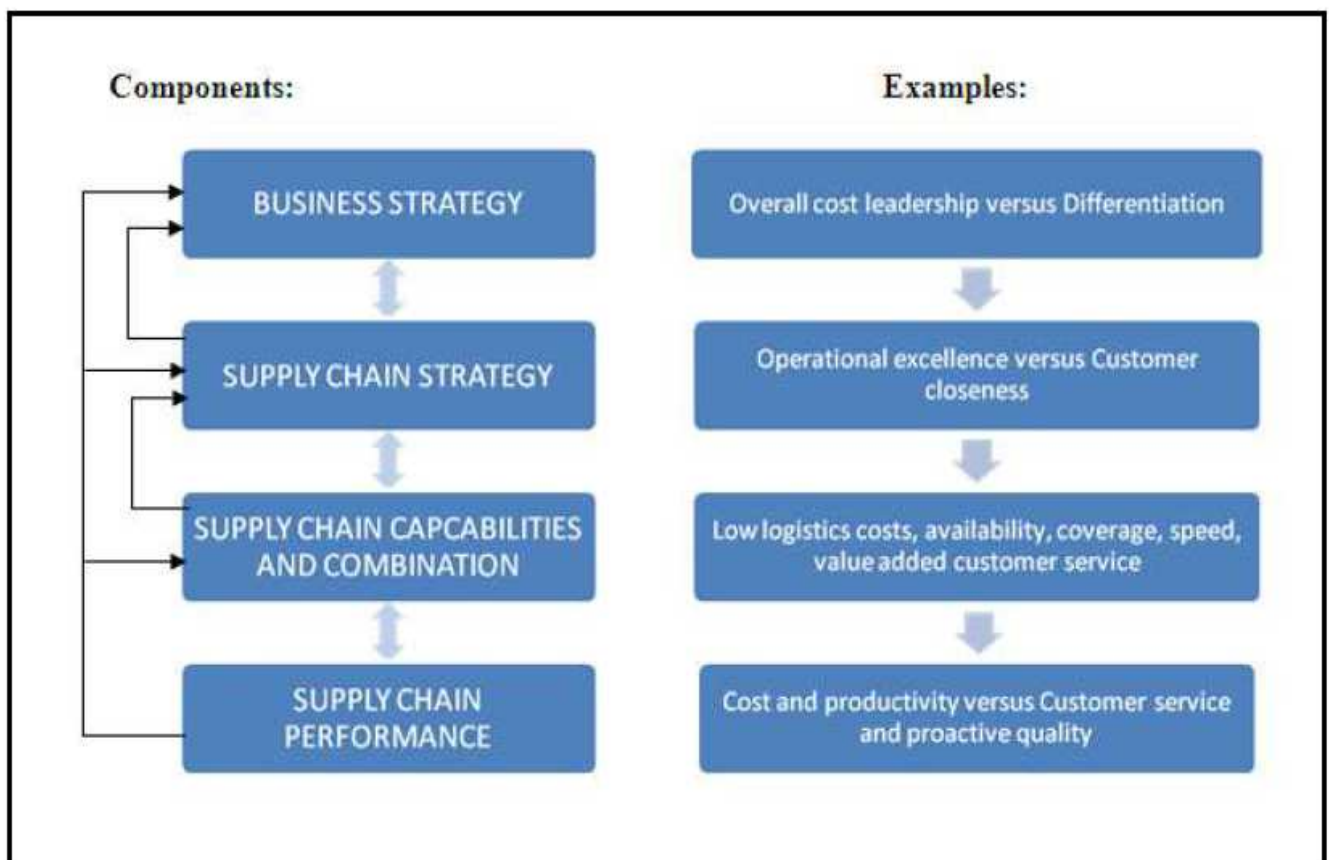 Components:
Examples:
BUSINESS STRATEGY
Overall cost leadership versus Differentiation
SUPPLY CHAIN STRATEGY
Operational excellence versus Customer
closeness
SUPPLY CHAIN CAPCABILITIES
AND COMBINATION
Low logistics costs, availability, coverage, speed,
value added customer service
SUPPLY CHAIN
PERFORMANCE
Cost and productivity versus Customer service
and proactive quality